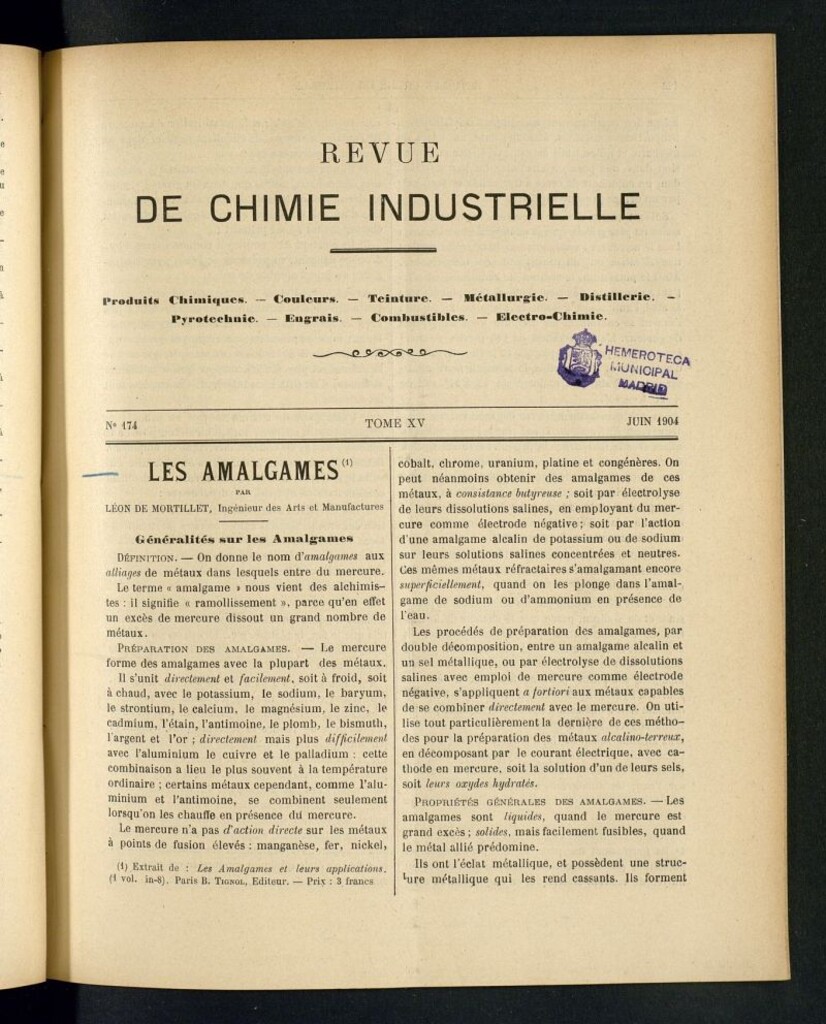 REVUE
DE CHIMIE INDUSTRIELLE
Produits Chimiques. — Couleurs. — Teinture. — Métallurgie. — Distillerie. —
Pyrotechnie. — Engrais. — Combustibles. — Electro-Chimie.
HEMEROTECA
MUNICIPAL
MADRID
No 174
TOME XV
JUIN 1904
LES AMALGAMES (1)
PAR
LÉON DE MORTILLET, Ingénieur des Arts et Manufactures
Généralités sur les Amalgames
DÉFINITION. — On donne le nom d'amalgames aux
alliages de métaux dans lesquels entre du mercure.
Le terme « amalgame » nous vient des alchimis-
tes : il signifie « ramollissement », parce qu'en effet
un excès de mercure dissout un grand nombre de
métaux.
PRÉPARATION DES AMALGAMES. — Le mercure
forme des amalgames avec la plupart des métaux.
Il s'unit directement et facilement, soit à froid, soit
à chaud, avec le potassium, le sodium, le baryum,
le strontium, le calcium, le magnésium, le zinc, le
cadmium, l'étain, l'antimoine, le plomb, le bismuth,
l'argent et l'or ; directement mais plus difficilement
avec l'aluminium le cuivre et le palladium : cette
combinaison a lieu le plus souvent à la température
ordinaire ; certains métaux cependant, comme l'alu-
minium et l'antimoine, se combinent seulement
lorsqu'on les chauffe en présence du mercure.
Le mercure n'a pas d'action directe sur les métaux
à points de fusion élevés : manganèse, fer, nickel,
(1) Extrait de : Les Amalgames et leurs applications.
(1 vol. in-8). Paris B. TIGNOL, Editeur. — Prix : 3 francs
cobalt, chrome, uranium, platine et congénères. On
peut néanmoins obtenir des amalgames de ces
métaux, à consistance butyreuse ; soit par électrolyse
de leurs dissolutions salines, en employant du mer-
cure comme électrode négative ; soit par l'action
d'une amalgame alcalin de potassium ou de sodium
sur leurs solutions salines concentrées et neutres.
Ces mêmes métaux réfractaires s'amalgamant encore
superficiellement, quand on les plonge dans l'amal-
game de sodium ou d'ammonium en présence de
l'eau.
Les procédés de préparation des amalgames, par
double décomposition, entre un amalgame alcalin et
un sel métallique, ou par électrolyse de dissolutions
salines avec emploi de mercure comme électrode
négative, s'appliquent a fortiori aux métaux capables
de se combiner directement avec le mercure. On uti-
lise tout particulièrement la dernière de ces métho-
des pour la préparation des métaux alcalino-terreux,
en décomposant par le courant électrique, avec ca-
thode en mercure, soit la solution d'un de leurs sels,
soit leurs oxydes hydratés.
PROPRIÉTÉS GÉNÉRALES DES AMALGAMES. — Les
amalgames sont liquides, quand le mercure est
grand excès ; solides, mais facilement fusibles, quand
le métal allié prédomine.
Ils ont l'éclat métallique, et possèdent une struc-
ture métallique qui les rend cassants. Ils forment